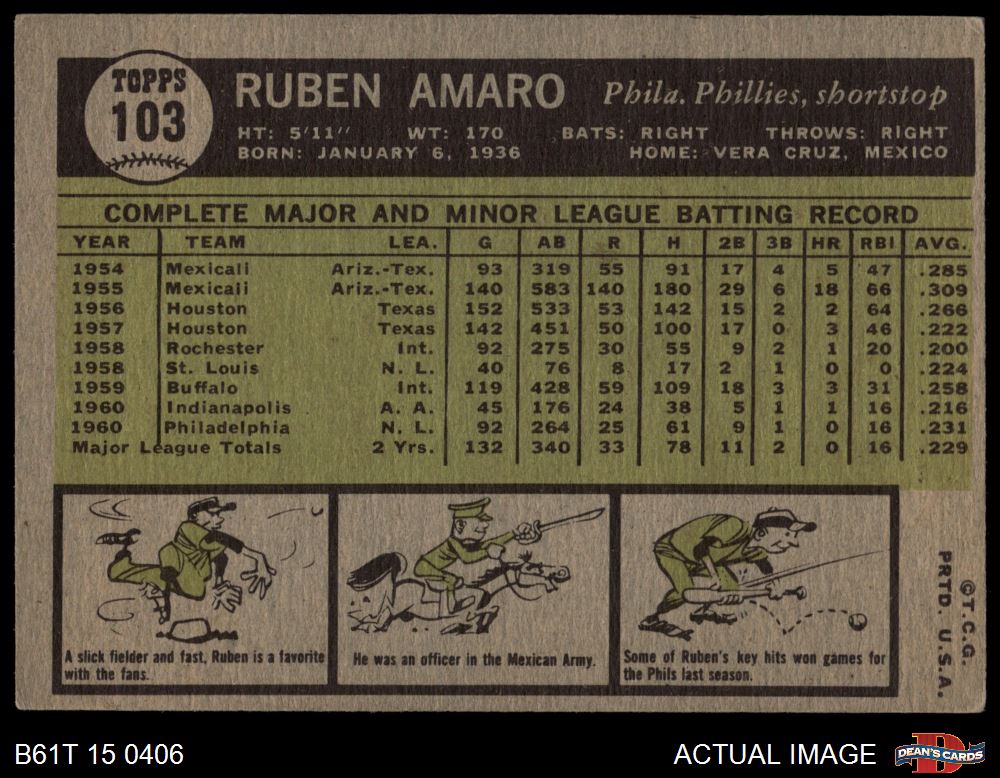 TOPPS
103
RUBEN AMARO Phila. Phillies, shortstop
HT: 5'11" WT: 170 BATS: RIGHT THROWS: RIGHT
BORN: JANUARY 6, 1936 HOME: VERA CRUZ, MEXICO
COMPLETE MAJOR AND MINOR LEAGUE BATTING RECORD
YEAR TEAM LEA. G AB R H 2B 3B HR RBI AVG.
1954 Mexicali Ariz.-Tex. 93 319 55 91 17 4 5 47 .285
1955 Mexicali Ariz.-Tex. 140 583 140 180 29 6 18 66 .309
1956 Houston Texas 152 533 53 142 15 2 2 64 .266
1957 Houston Texas 142 451 50 100 17 0 3 46 .222
1958 Rochester Int. 92 275 30 55 9 2 1 20 .200
1958 St. Louis N. L. 40 76 8 17 2 1 0 0 .224
1959 Buffalo Int. 119 428 59 109 18 3 3 31 .258
1960 Indianapolis A. A. 45 176 24 38 5 1 1 16 .216
1960 Philadelphia N. L. 92 264 25 61 9 1 0 16 .231
Major League Totals 2 Yrs. 132 340 33 78 11 2 0 16 .229
A slick fielder and fast, Ruben is a favorite
with the fans.
He was an officer in the Mexican Army.
Some of Ruben's key hits won games for
the Phils last season.
©T.C.G.
PRTD. U.S.A.
B61T 15 0406 ACTUAL IMAGE
D
DEAN'S CARDS